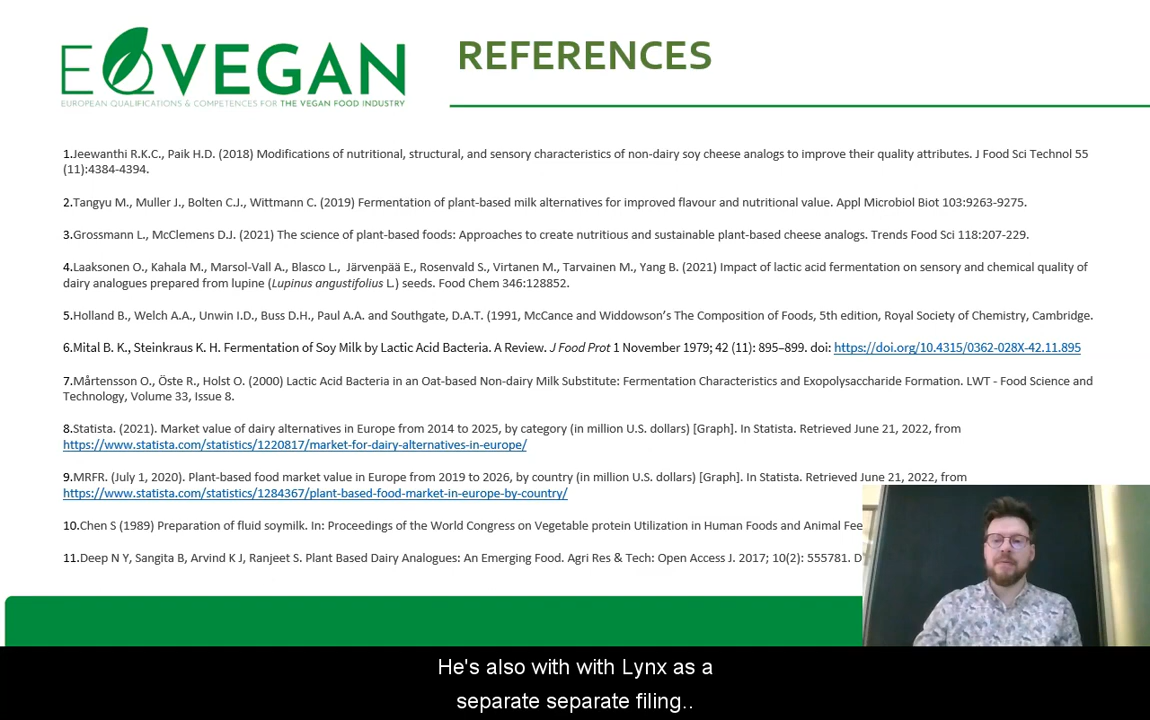 EQVEGAN
EUROPEAN QUALIFICATIONS & COMPETENCES FOR THE VEGAN FOOD INDUSTRY
REFERENCES
1.Jeewanthi R.K.C., Paik H.D. (2018) Modifications of nutritional, structural, and sensory characteristics of non-dairy soy cheese analogs to improve their quality attributes. J Food Sci Technol 55
(11):4384-4394.
2.Tangyu M., Muller J., Bolten C.J., Wittmann C. (2019) Fermentation of plant-based milk alternatives for improved flavour and nutritional value. Appl Microbiol Biot 103:9263-9275.
3.Grossmann L., McClemens D.J. (2021) The science of plant-based foods: Approaches to create nutritious and sustainable plant-based cheese analogs. Trends Food Sci 118:207-229.
4.Laaksonen O., Kahala M., Marsol-Vall A., Blasco L., Järvenpää E., Rosenvald S., Virtanen M., Tarvainen M., Yang B. (2021) Impact of lactic acid fermentation on sensory and chemical quality of
dairy analogues prepared from lupine (Lupinus angustifolius L.) seeds. Food Chem 346:128852.
5.Holland B., Welch A.A., Unwin I.D., Buss D.H., Paul A.A. and Southgate, D.A.T. (1991, McCance and Widdowson's The Composition of Foods, 5th edition, Royal Society of Chemistry, Cambridge.
6.Mital B. K., Steinkraus K. H. Fermentation of Soy Milk by Lactic Acid Bacteria. A Review. J Food Prot 1 November 1979; 42 (11): 895–899. doi: https://doi.org/10.4315/0362-028X-42.11.895
7.Mårtensson O., Öste R., Holst O. (2000) Lactic Acid Bacteria in an Oat-based Non-dairy Milk Substitute: Fermentation Characteristics and Exopolysaccharide Formation. LWT - Food Science and
Technology, Volume 33, Issue 8.
8.Statista. (2021). Market value of dairy alternatives in Europe from 2014 to 2025, by category (in million U.S. dollars) [Graph]. In Statista. Retrieved June 21, 2022, from
https://www.statista.com/statistics/1220817/market-for-dairy-alternatives-in-europe/
9.MRFR. (July 1, 2020). Plant-based food market value in Europe from 2019 to 2026, by country (in million U.S. dollars) [Graph]. In Statista. Retrieved June 21, 2022, from
https://www.statista.com/statistics/1284367/plant-based-food-market-in-europe-by-country/
10.Chen S (1989) Preparation of fluid soymilk. In: Proceedings of the World Congress on Vegetable protein Utilization in Human Foods and Animal Fee
11.Deep N Y, Sangita B, Arvind K J, Ranjeet S. Plant Based Dairy Analogues: An Emerging Food. Agri Res & Tech: Open Access J. 2017; 10(2): 555781. D
He's also with with Lynx as a
separate separate filing..